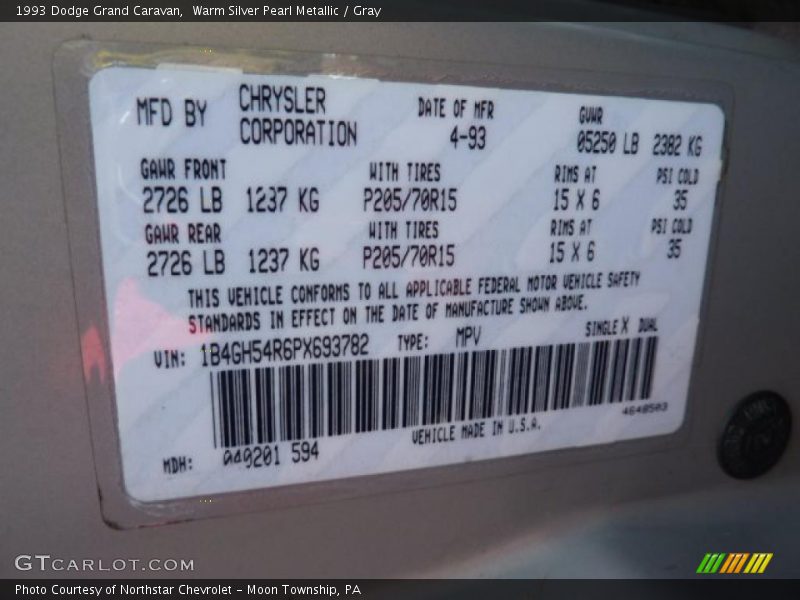 1993 Dodge Grand Caravan, Warm Silver Pearl Metallic / Gray
MFD BY CHRYSLER CORPORATION DATE OF MFR 4-93 GVWR 05250 LB 2382 KG
GAWR FRONT WITH TIRES RIMS AT PSI COLD
2726 LB 1237 KG P205/70R15 15 X 6 35
GAWR REAR WITH TIRES RIMS AT PSI COLD
2726 LB 1237 KG P205/70R15 15 X 6 35
THIS VEHICLE CONFORMS TO ALL APPLICABLE FEDERAL MOTOR VEHICLE SAFETY
STANDARDS IN EFFECT ON THE DATE OF MANUFACTURE SHOWN ABOVE.
VIN: 1B4GH54R6PX693782 TYPE: MPV SINGLE X DUAL
4648503
MDH: 040201 594 VEHICLE MADE IN U.S.A.
GTCARLOT.COM
Photo Courtesy of Northstar Chevrolet - Moon Township, PA